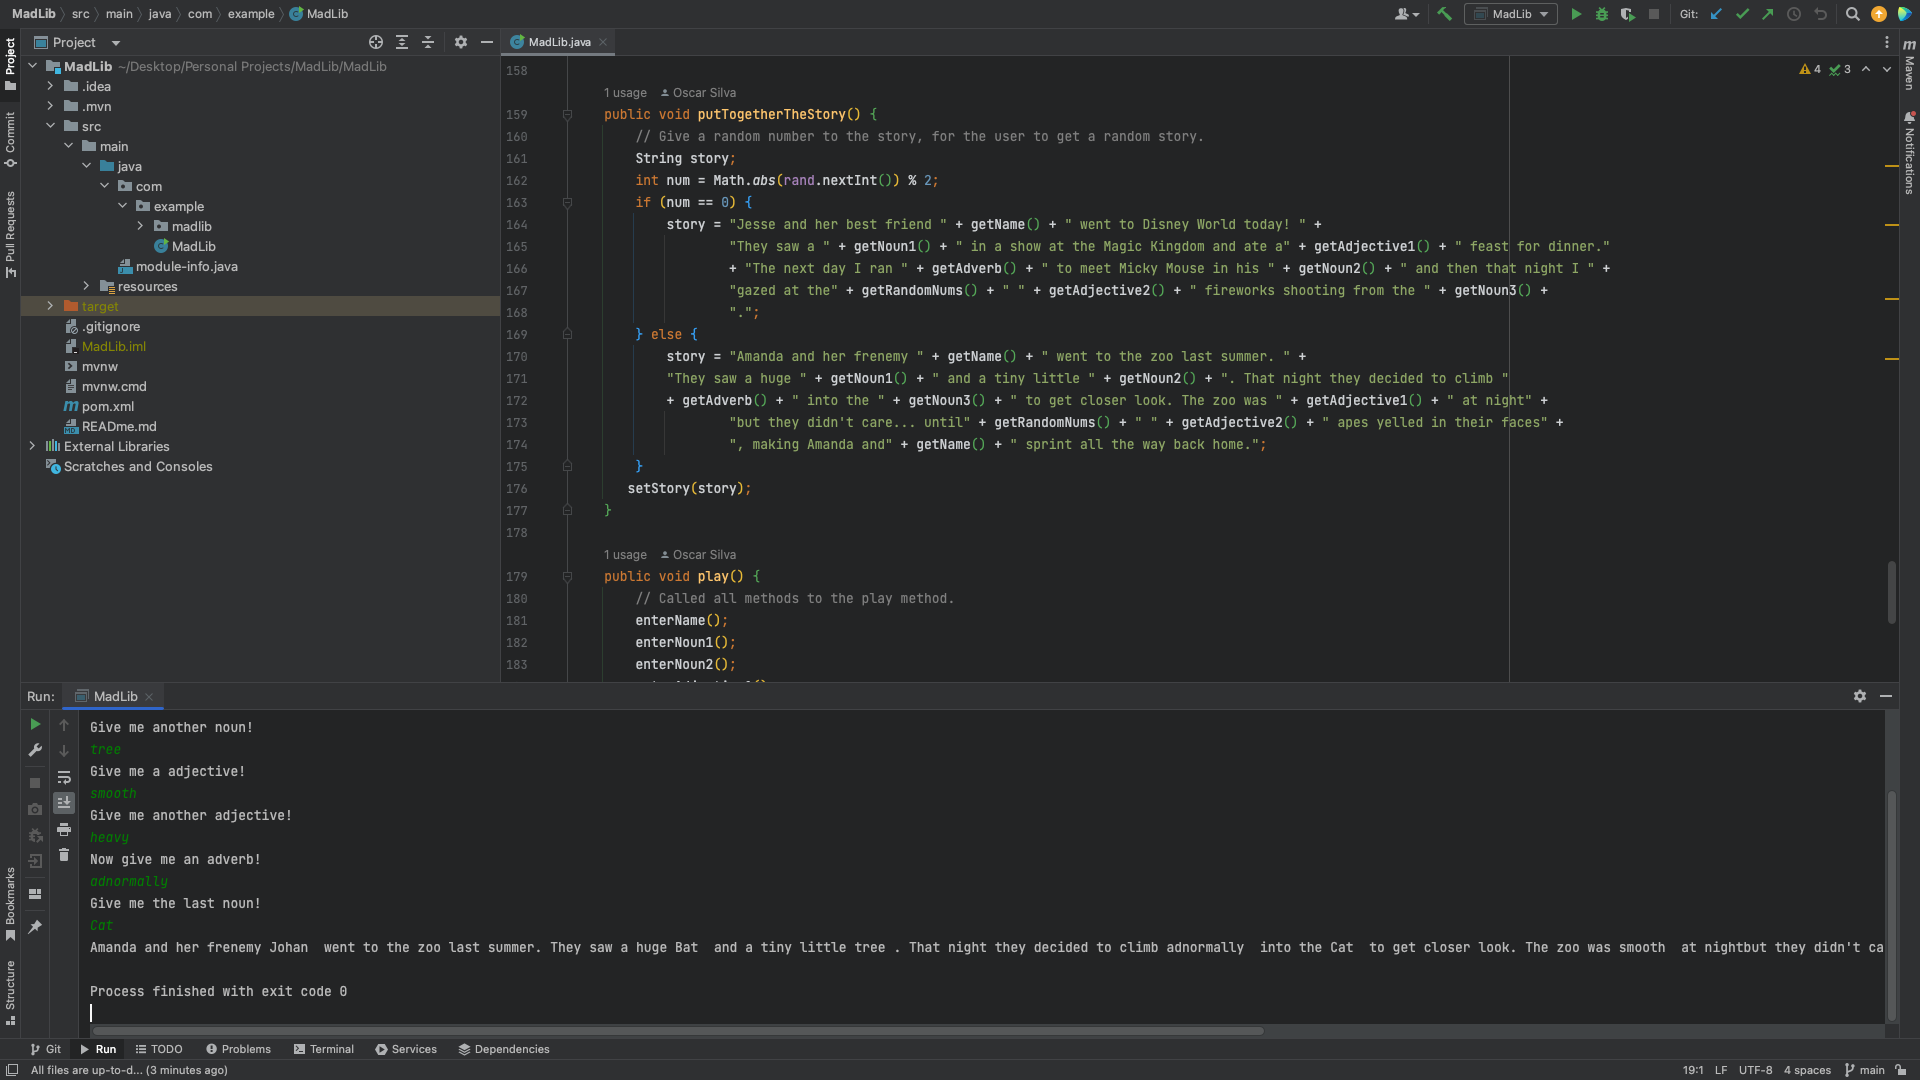 MadLib src main java com example MadLib
MadLib
Git:
Project
MadLib.java
Project
Commit
Pull Requests
Bookmarks
Structure
Maven
Notifications
MadLib ~/Desktop/Personal Projects/MadLib/MadLib
.idea
.mvn
src
main
java
com
example
madlib
MadLib
module-info.java
resources
target
.gitignore
MadLib.iml
mvnw
mvnw.cmd
pom.xml
READme.md
External Libraries
Scratches and Consoles
4 3
158
1 usage Oscar Silva
159 public void putTogetherTheStory() {
160 // Give a random number to the story, for the user to get a random story.
161 String story;
162 int num = Math.abs(rand.nextInt()) % 2;
163 if (num == 0) {
164 story = "Jesse and her best friend " + getName() + " went to Disney World today! " +
165 "They saw a " + getNoun1() + " in a show at the Magic Kingdom and ate a" + getAdjective1() + " feast for dinner."
166 + "The next day I ran " + getAdverb() + " to meet Micky Mouse in his " + getNoun2() + " and then that night I " +
167 "gazed at the" + getRandomNums() + " " + getAdjective2() + " fireworks shooting from the " + getNoun3() +
168 ".";
169 } else {
170 story = "Amanda and her frenemy " + getName() + " went to the zoo last summer. " +
171 "They saw a huge " + getNoun1() + " and a tiny little " + getNoun2() + ". That night they decided to climb "
172 + getAdverb() + " into the " + getNoun3() + " to get closer look. The zoo was " + getAdjective1() + " at night" +
173 "but they didn't care... until" + getRandomNums() + " " + getAdjective2() + " apes yelled in their faces" +
174 ", making Amanda and" + getName() + " sprint all the way back home.";
175 }
176 setStory(story);
177 }
178
1 usage Oscar Silva
179 public void play() {
180 // Called all methods to the play method.
181 enterName();
182 enterNoun1();
183 enterNoun2();
Run: MadLib
Give me another noun!
tree
Give me a adjective!
smooth
Give me another adjective!
heavy
Now give me an adverb!
adnormally
Give me the last noun!
Cat
Amanda and her frenemy Johan  went to the zoo last summer. They saw a huge Bat  and a tiny little tree . That night they decided to climb adnormally  into the Cat  to get closer look. The zoo was smooth  at nightbut they didn't ca
Process finished with exit code 0
Git Run TODO Problems Terminal Services Dependencies
All files are up-to-d... (3 minutes ago) 19:1 LF UTF-8 4 spaces main